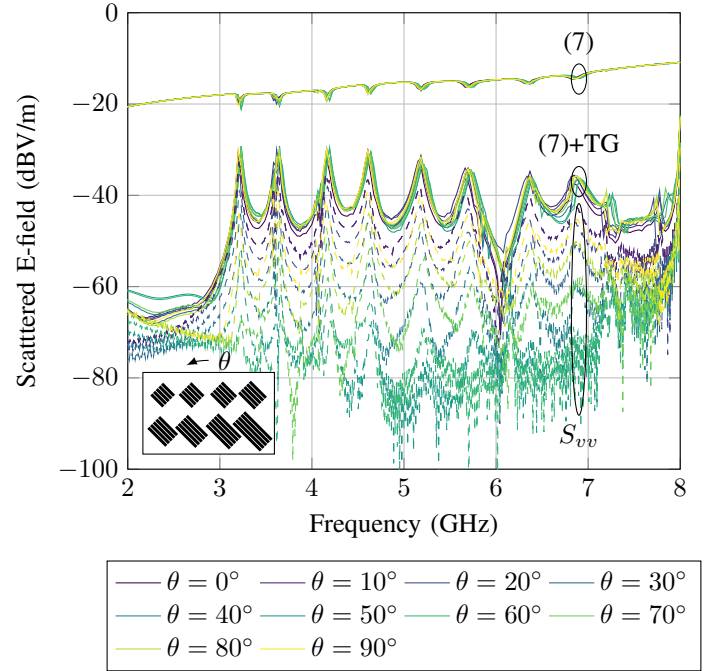 0
−20
−40
−60
−80
−100
Scattered E-field (dBV/m)
(7)
(7)+TG
θ
S_vv
2 3 4 5 6 7 8
Frequency (GHz)
θ = 0° θ = 10° θ = 20° θ = 30°
θ = 40° θ = 50° θ = 60° θ = 70°
θ = 80° θ = 90°